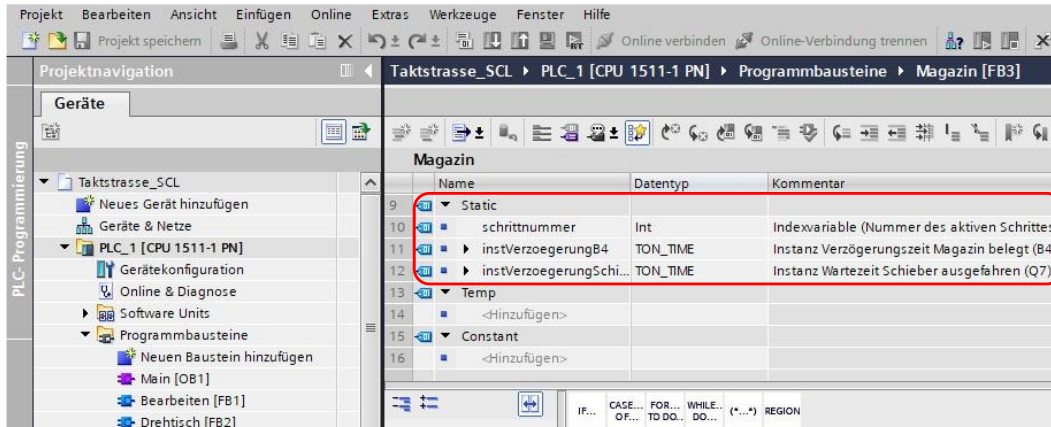 Projekt Bearbeiten Ansicht Einfügen Online Extras Werkzeuge Fenster Hilfe
Projekt speichern Online verbinden Online-Verbindung trennen
Projektnavigation
Taktstrasse_SCL PLC_1 [CPU 1511-1 PN] Programmbausteine Magazin [FB3]
Geräte
PLC-Programmierung
Magazin
Name Datentyp Kommentar
9 Static
10 schrittnummer Int Indexvariable (Nummer des aktiven Schrittes
11 instVerzoegerungB4 TON_TIME Instanz Verzögerungszeit Magazin belegt (B4
12 instVerzoegerungSchi... TON_TIME Instanz Wartezeit Schieber ausgefahren (Q7)
13 Temp
14 <Hinzufügen>
15 Constant
16 <Hinzufügen>
Taktstrasse_SCL
Neues Gerät hinzufügen
Geräte & Netze
PLC_1 [CPU 1511-1 PN]
Gerätekonfiguration
Online & Diagnose
Software Units
Programmbausteine
Neuen Baustein hinzufügen
Main [OB1]
Bearbeiten [FB1]
Drehtisch [FB2]
IF... CASE... OF... FOR... TO DO... WHILE... DO... (*...*) REGION